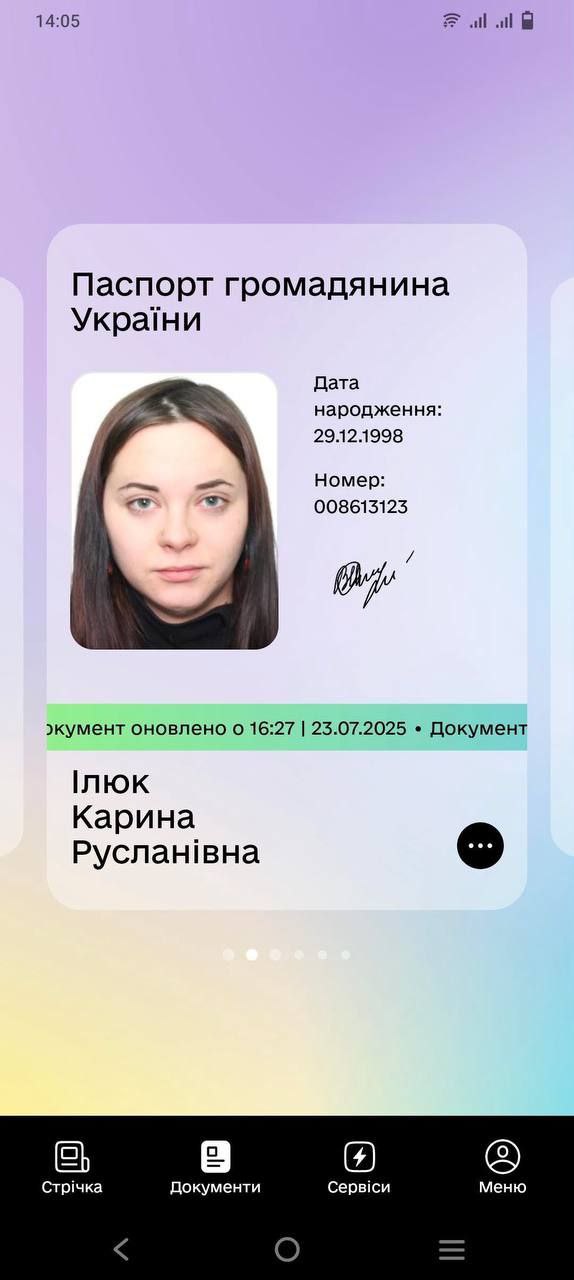 14:05
Паспорт громадянина
України
Дата
народження:
29.12.1998
Номер:
008613123
окумент оновлено о 16:27 | 23.07.2025 • Документ
Ілюк
Карина
Русланівна
Стрічка Документи Сервіси Меню